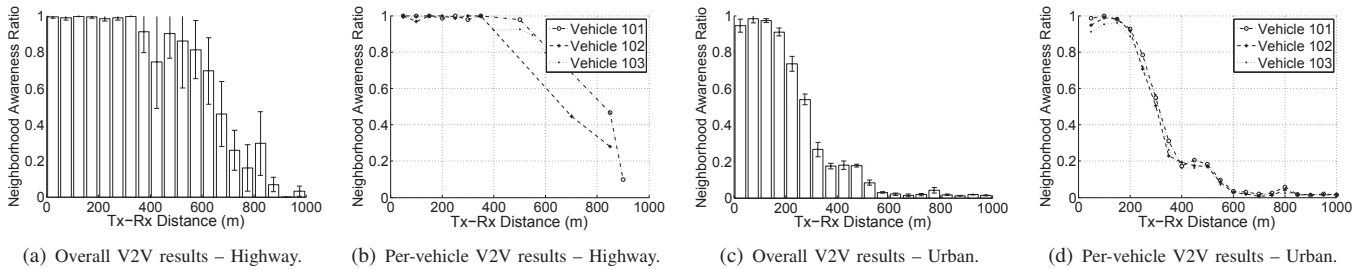 Neighborhood Awareness Ratio
1
0.8
0.6
0.4
0.2
0
0 200 400 600 800 1000
Tx−Rx Distance (m)
(a) Overall V2V results – Highway.
Neighborhood Awareness Ratio
1
0.8
0.6
0.4
0.2
0
0 200 400 600 800 1000
Tx−Rx Distance (m)
Vehicle 101
Vehicle 102
Vehicle 103
(b) Per-vehicle V2V results – Highway.
Neighborhood Awareness Ratio
1
0.8
0.6
0.4
0.2
0
0 200 400 600 800 1000
Tx−Rx Distance (m)
(c) Overall V2V results – Urban.
Neighborhood Awareness Ratio
1
0.8
0.6
0.4
0.2
0
0 200 400 600 800 1000
Tx−Rx Distance (m)
Vehicle 101
Vehicle 102
Vehicle 103
(d) Per-vehicle V2V results – Urban.